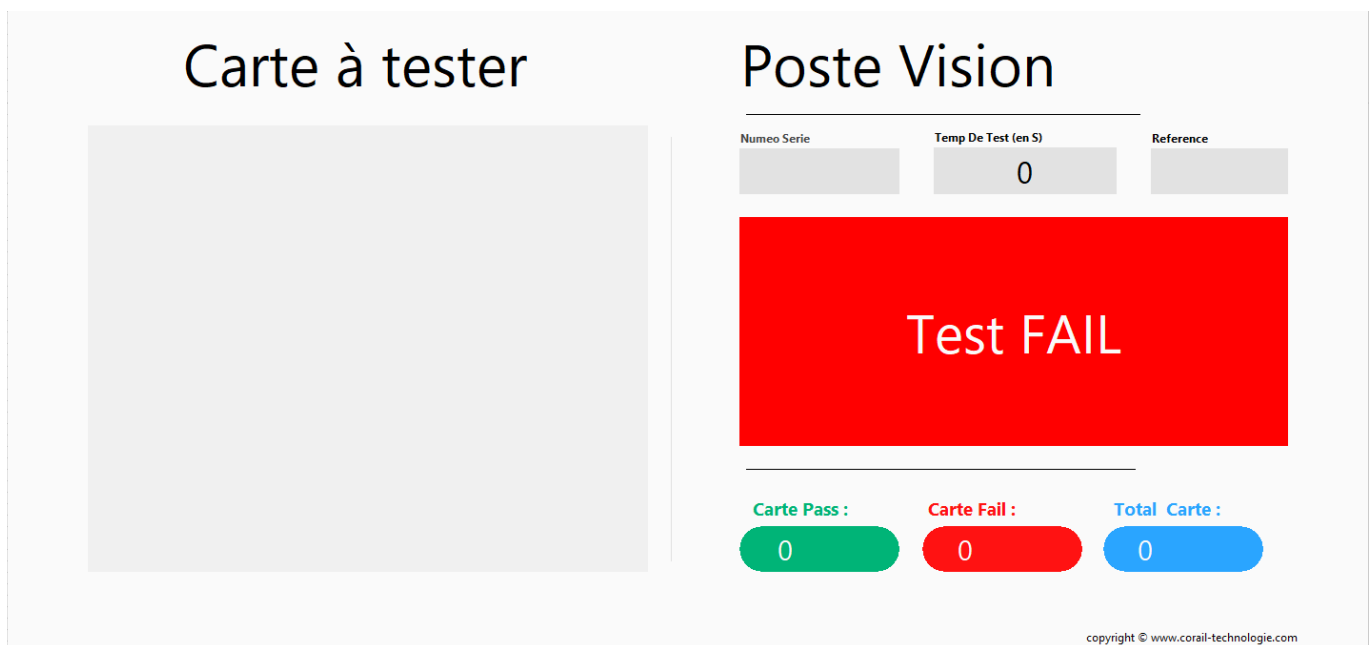 Carte à tester
Poste Vision
Numeo Serie
Temp De Test (en S)
Reference
0
Test FAIL
Carte Pass :
Carte Fail :
Total Carte :
0
0
0
copyright © www.corail-technologie.com